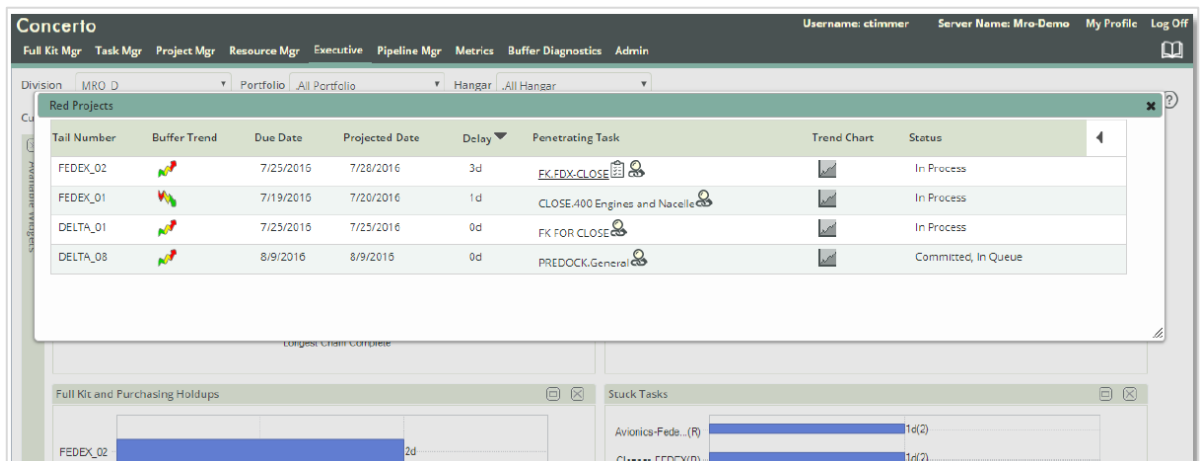 Concerto Username: ctimmer Server Name: Mro-Demo My Profile Log Off
Full Kit Mgr Task Mgr Project Mgr Resource Mgr Executive Pipeline Mgr Metrics Buffer Diagnostics Admin
Division MRO_D Portfolio .All Portfolio Hangar .All Hangar
Red Projects
Tail Number Buffer Trend Due Date Projected Date Delay Penetrating Task Trend Chart Status
FEDEX_02 7/25/2016 7/28/2016 3d FK.FDX-CLOSE In Process
FEDEX_01 7/19/2016 7/20/2016 1d CLOSE.400 Engines and Nacelle In Process
DELTA_01 7/25/2016 7/25/2016 0d FK FOR CLOSE In Process
DELTA_08 8/9/2016 8/9/2016 0d PREDOCK.General Committed, In Queue
Longest Chain Complete
Full Kit and Purchasing Holdups Stuck Tasks
Avionics-Fede...(R) 1d(2)
FEDEX_02 2d
1d(2)